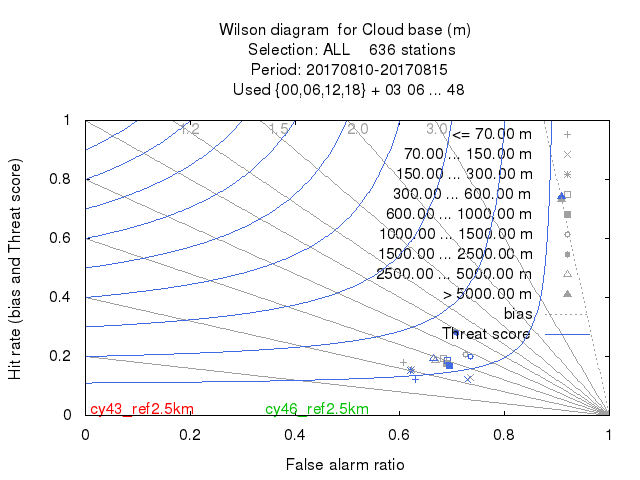 Wilson diagram  for Cloud base (m)
Selection: ALL    636 stations
Period: 20170810-20170815
Used {00,06,12,18} + 03 06 ... 48
1
0.8
0.6
0.4
0.2
0
Hit rate (bias and Threat score)
1.2
1.5
2.0
3.0
<= 70.00 m
70.00 ... 150.00 m
150.00 ... 300.00 m
300.00 ... 600.00 m
600.00 ... 1000.00 m
1000.00 ... 1500.00 m
1500.00 ... 2500.00 m
2500.00 ... 5000.00 m
> 5000.00 m
bias
Threat score
cy43_ref2.5km
cy46_ref2.5km
0
0.2
0.4
0.6
0.8
1
False alarm ratio